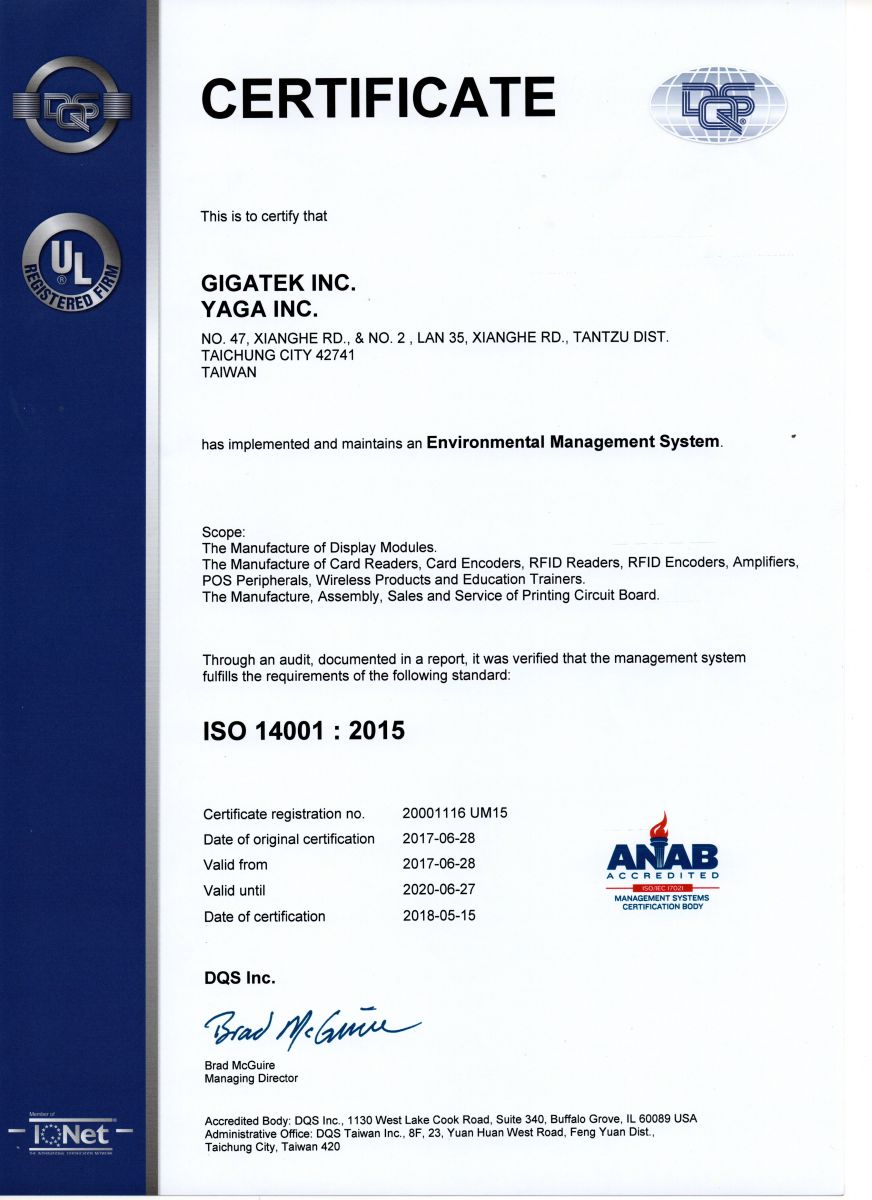 CERTIFICATE
DQS
DQS®
This is to certify that
UL
®
REGISTERED FIRM
GIGATEK INC.
YAGA INC.
NO. 47, XIANGHE RD., & NO. 2 , LAN 35, XIANGHE RD., TANTZU DIST.
TAICHUNG CITY 42741
TAIWAN
has implemented and maintains an Environmental Management System.
Scope:
The Manufacture of Display Modules.
The Manufacture of Card Readers, Card Encoders, RFID Readers, RFID Encoders, Amplifiers,
POS Peripherals, Wireless Products and Education Trainers.
The Manufacture, Assembly, Sales and Service of Printing Circuit Board.
Through an audit, documented in a report, it was verified that the management system
fulfills the requirements of the following standard:
ISO 14001 : 2015
Certificate registration no. 20001116 UM15
Date of original certification 2017-06-28
Valid from 2017-06-28
Valid until 2020-06-27
Date of certification 2018-05-15
ANAB
ACCREDITED
ISO/IEC 17021
MANAGEMENT SYSTEMS
CERTIFICATION BODY
DQS Inc.
Brad McGuire
Brad McGuire
Managing Director
Member of
IQNet
THE INTERNATIONAL CERTIFICATION NETWORK
Accredited Body: DQS Inc., 1130 West Lake Cook Road, Suite 340, Buffalo Grove, IL 60089 USA
Administrative Office: DQS Taiwan Inc., 8F, 23, Yuan Huan West Road, Feng Yuan Dist.,
Taichung City, Taiwan 420